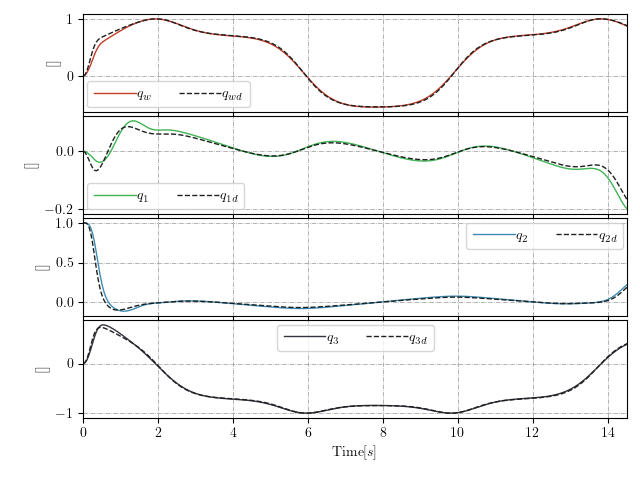 1
0
[]
q_w q_{wd}
0.0
−0.2
[]
q_1 q_{1d}
1.0
0.5
0.0
[]
q_2 q_{2d}
0
−1
[]
q_3 q_{3d}
0 2 4 6 8 10 12 14
Time[s]